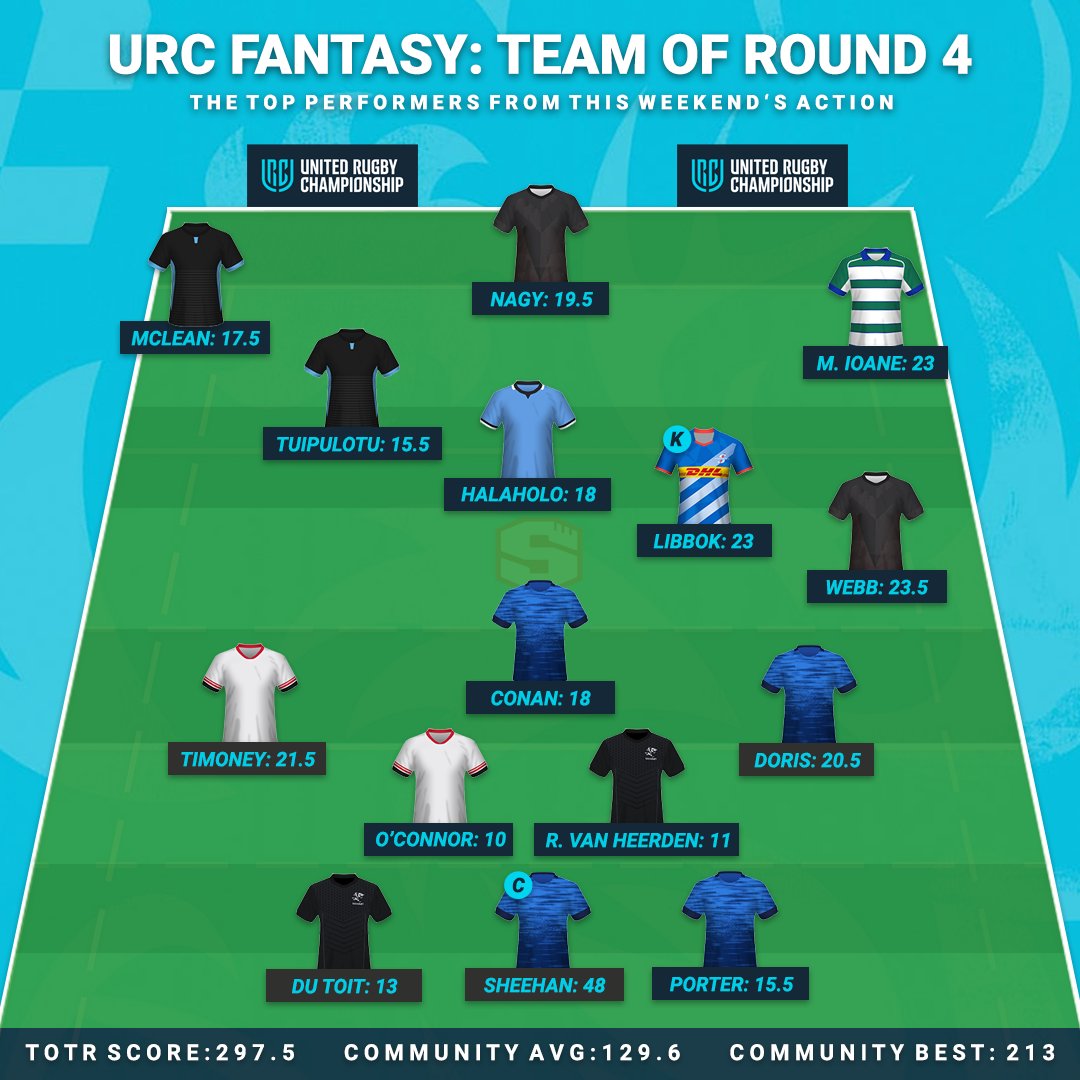 URC FANTASY: TEAM OF ROUND 4
THE TOP PERFORMERS FROM THIS WEEKEND'S ACTION
URC UNITED RUGBY
CHAMPIONSHIP
URC UNITED RUGBY
CHAMPIONSHIP
NAGY: 19.5
MCLEAN: 17.5
M. IOANE: 23
TUIPULOTU: 15.5
HALAHOLO: 18
K
DHL
LIBBOK: 23
WEBB: 23.5
S
CONAN: 18
TIMONEY: 21.5
DORIS: 20.5
O'CONNOR: 10
R. VAN HEERDEN: 11
C
DU TOIT: 13
SHEEHAN: 48
PORTER: 15.5
TOTR SCORE:297.5
COMMUNITY AVG:129.6
COMMUNITY BEST: 213